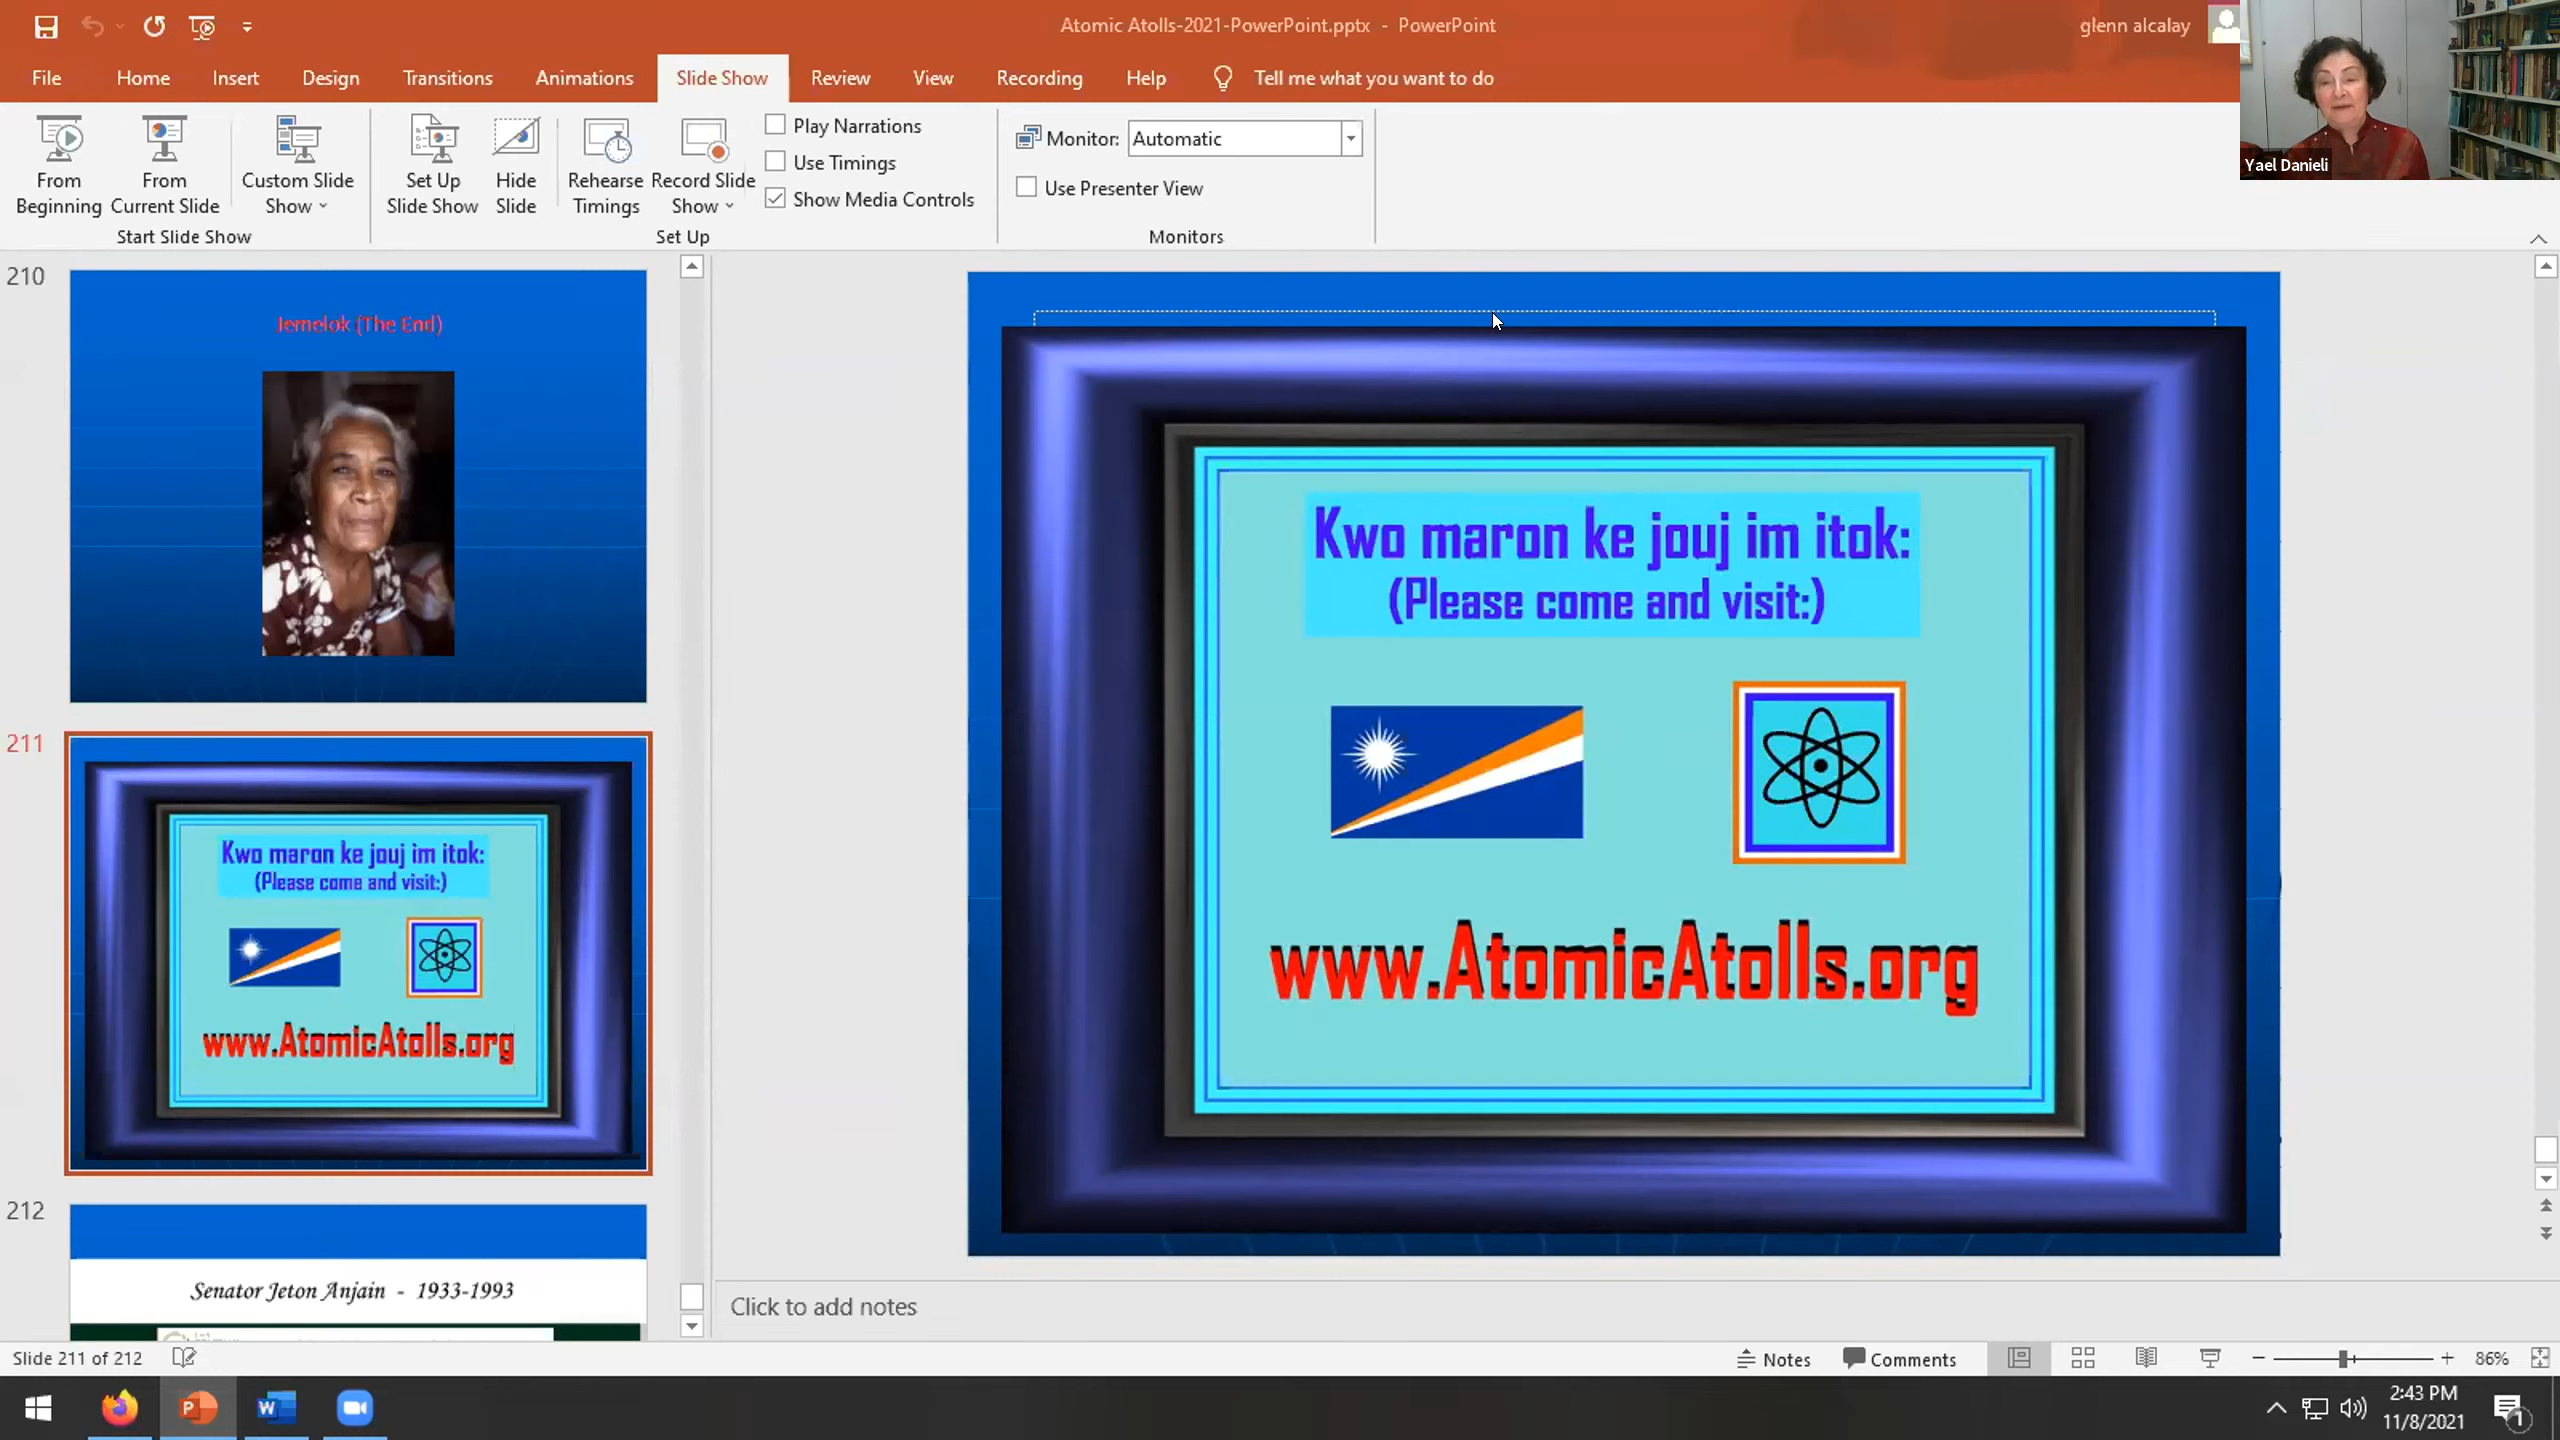 Atomic Atolls-2021-PowerPoint.pptx - PowerPoint
glenn alcalay
File Home Insert Design Transitions Animations Slide Show Review View Recording Help Tell me what you want to do
From Beginning
From Current Slide
Custom Slide Show
Start Slide Show
Set Up Slide Show
Hide Slide
Rehearse Timings
Record Slide Show
Play Narrations
Use Timings
Show Media Controls
Set Up
Monitor: Automatic
Use Presenter View
Monitors
Yael Danieli
210
Jemelok (The End)
211
Kwo maron ke jouj im itok:
(Please come and visit:)
www.AtomicAtolls.org
212
Senator Jeton Anjain - 1933-1993
Kwo maron ke jouj im itok:
(Please come and visit:)
www.AtomicAtolls.org
Click to add notes
Slide 211 of 212
Notes
Comments
86%
2:43 PM
11/8/2021
1